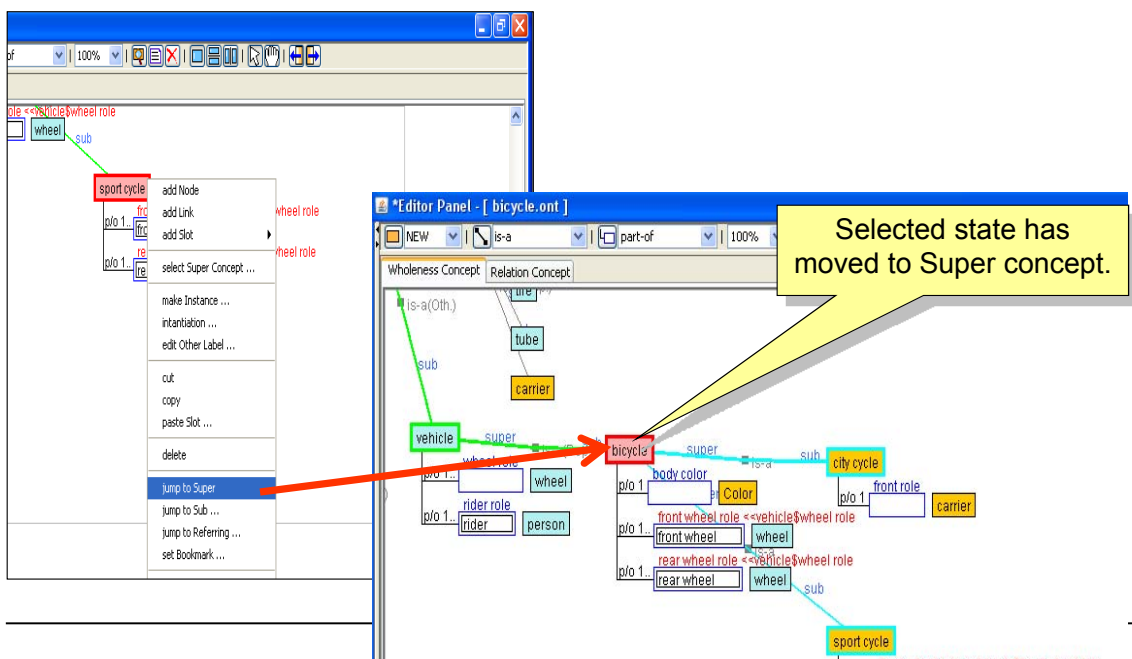 of
100%
ole <<vehicle$wheel role
wheel
sub
sport cycle
p/o 1..
p/o 1..
wheel role
wheel role
add Node
add Link
add Slot
select Super Concept ...
make Instance ...
intantiation ...
edit Other Label ...
cut
copy
paste Slot ...
delete
jump to Super
jump to Sub ...
jump to Referring ...
set Bookmark ...
*Editor Panel - [ bicycle.ont ]
NEW
is-a
part-of
100%
Wholeness Concept
Relation Concept
Selected state has
moved to Super concept.
is-a(Oth.)
tire
tube
sub
carrier
vehicle
super
bicycle
super
is-a
sub
city cycle
wheel role
p/o 1..
wheel
rider role
p/o 1..
rider
person
body color
p/o 1
Color
front role
p/o 1
carrier
front wheel role <<vehicle$wheel role
p/o 1..
front wheel
wheel
is-a
rear wheel role <<vehicle$wheel role
p/o 1..
rear wheel
wheel
sub
sport cycle